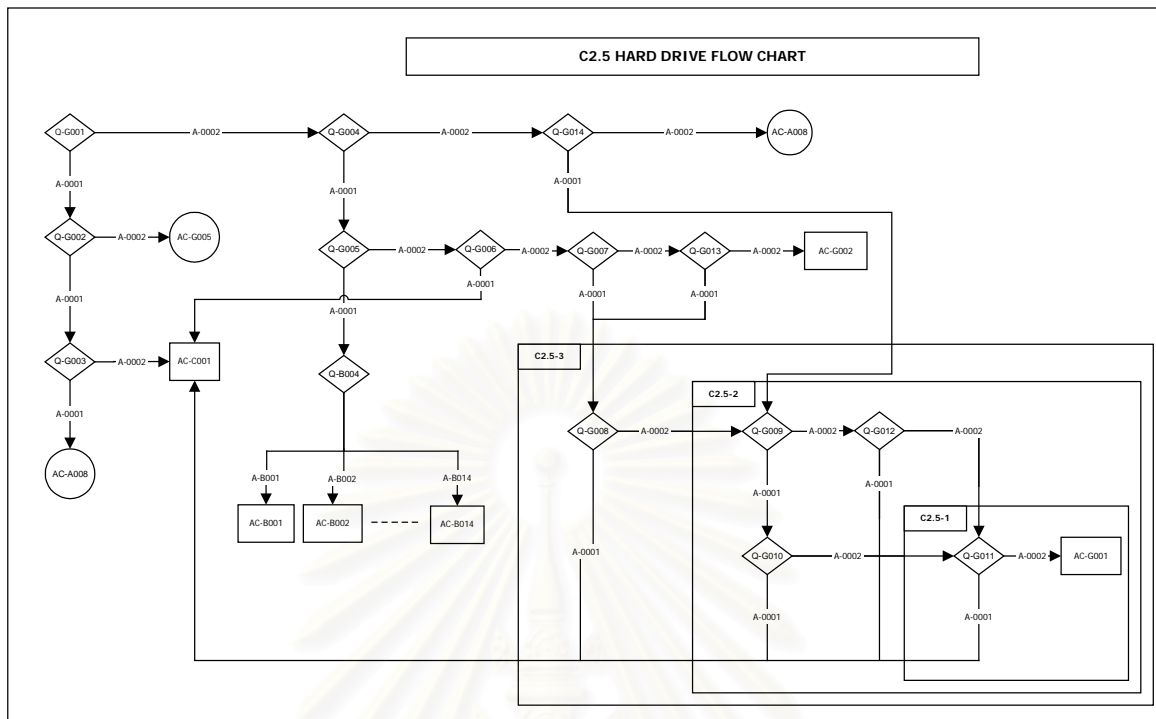 C2.5 HARD DRIVE FLOW CHART
Q-G001
A-0002
Q-G004
A-0002
Q-G014
A-0002
AC-A008
A-0001
A-0001
A-0001
Q-G002
A-0002
AC-G005
Q-G005
A-0002
Q-G006
A-0002
Q-G007
A-0002
Q-G013
A-0002
AC-G002
A-0001
A-0001
A-0001
A-0001
A-0001
Q-G003
A-0002
AC-C001
Q-B004
C2.5-3
C2.5-2
A-0001
Q-G008
A-0002
Q-G009
A-0002
Q-G012
A-0002
AC-A008
A-B001
A-B002
A-B014
A-0001
A-0001
AC-B001
AC-B002
AC-B014
C2.5-1
A-0001
Q-G010
A-0002
Q-G011
A-0002
AC-G001
A-0001
A-0001